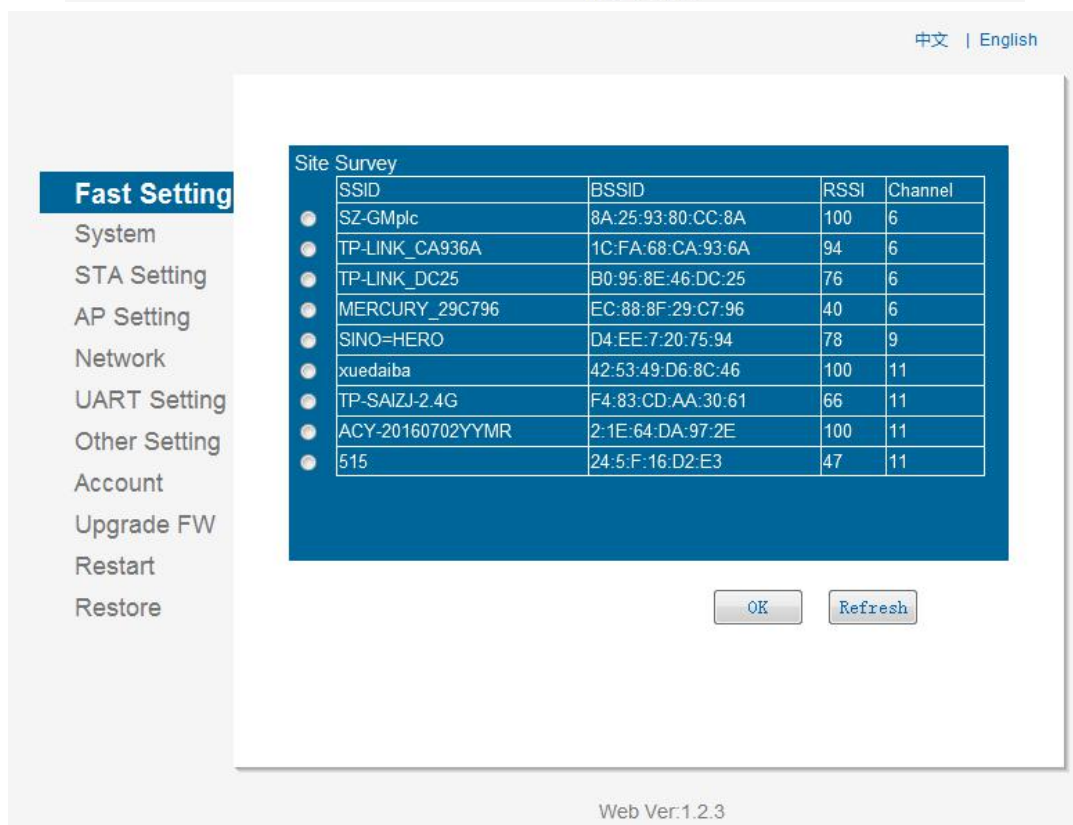 中文 | English
Site Survey
SSID BSSID RSSI Channel
SZ-GMplc 8A:25:93:80:CC:8A 100 6
TP-LINK_CA936A 1C:FA:68:CA:93:6A 94 6
TP-LINK_DC25 B0:95:8E:46:DC:25 76 6
MERCURY_29C796 EC:88:8F:29:C7:96 40 6
SINO=HERO D4:EE:7:20:75:94 78 9
xuedaiba 42:53:49:D6:8C:46 100 11
TP-SAIZJ-2.4G F4:83:CD:AA:30:61 66 11
ACY-20160702YYMR 2:1E:64:DA:97:2E 100 11
515 24:5:F:16:D2:E3 47 11
OK Refresh
Fast Setting
System
STA Setting
AP Setting
Network
UART Setting
Other Setting
Account
Upgrade FW
Restart
Restore
Web Ver:1.2.3